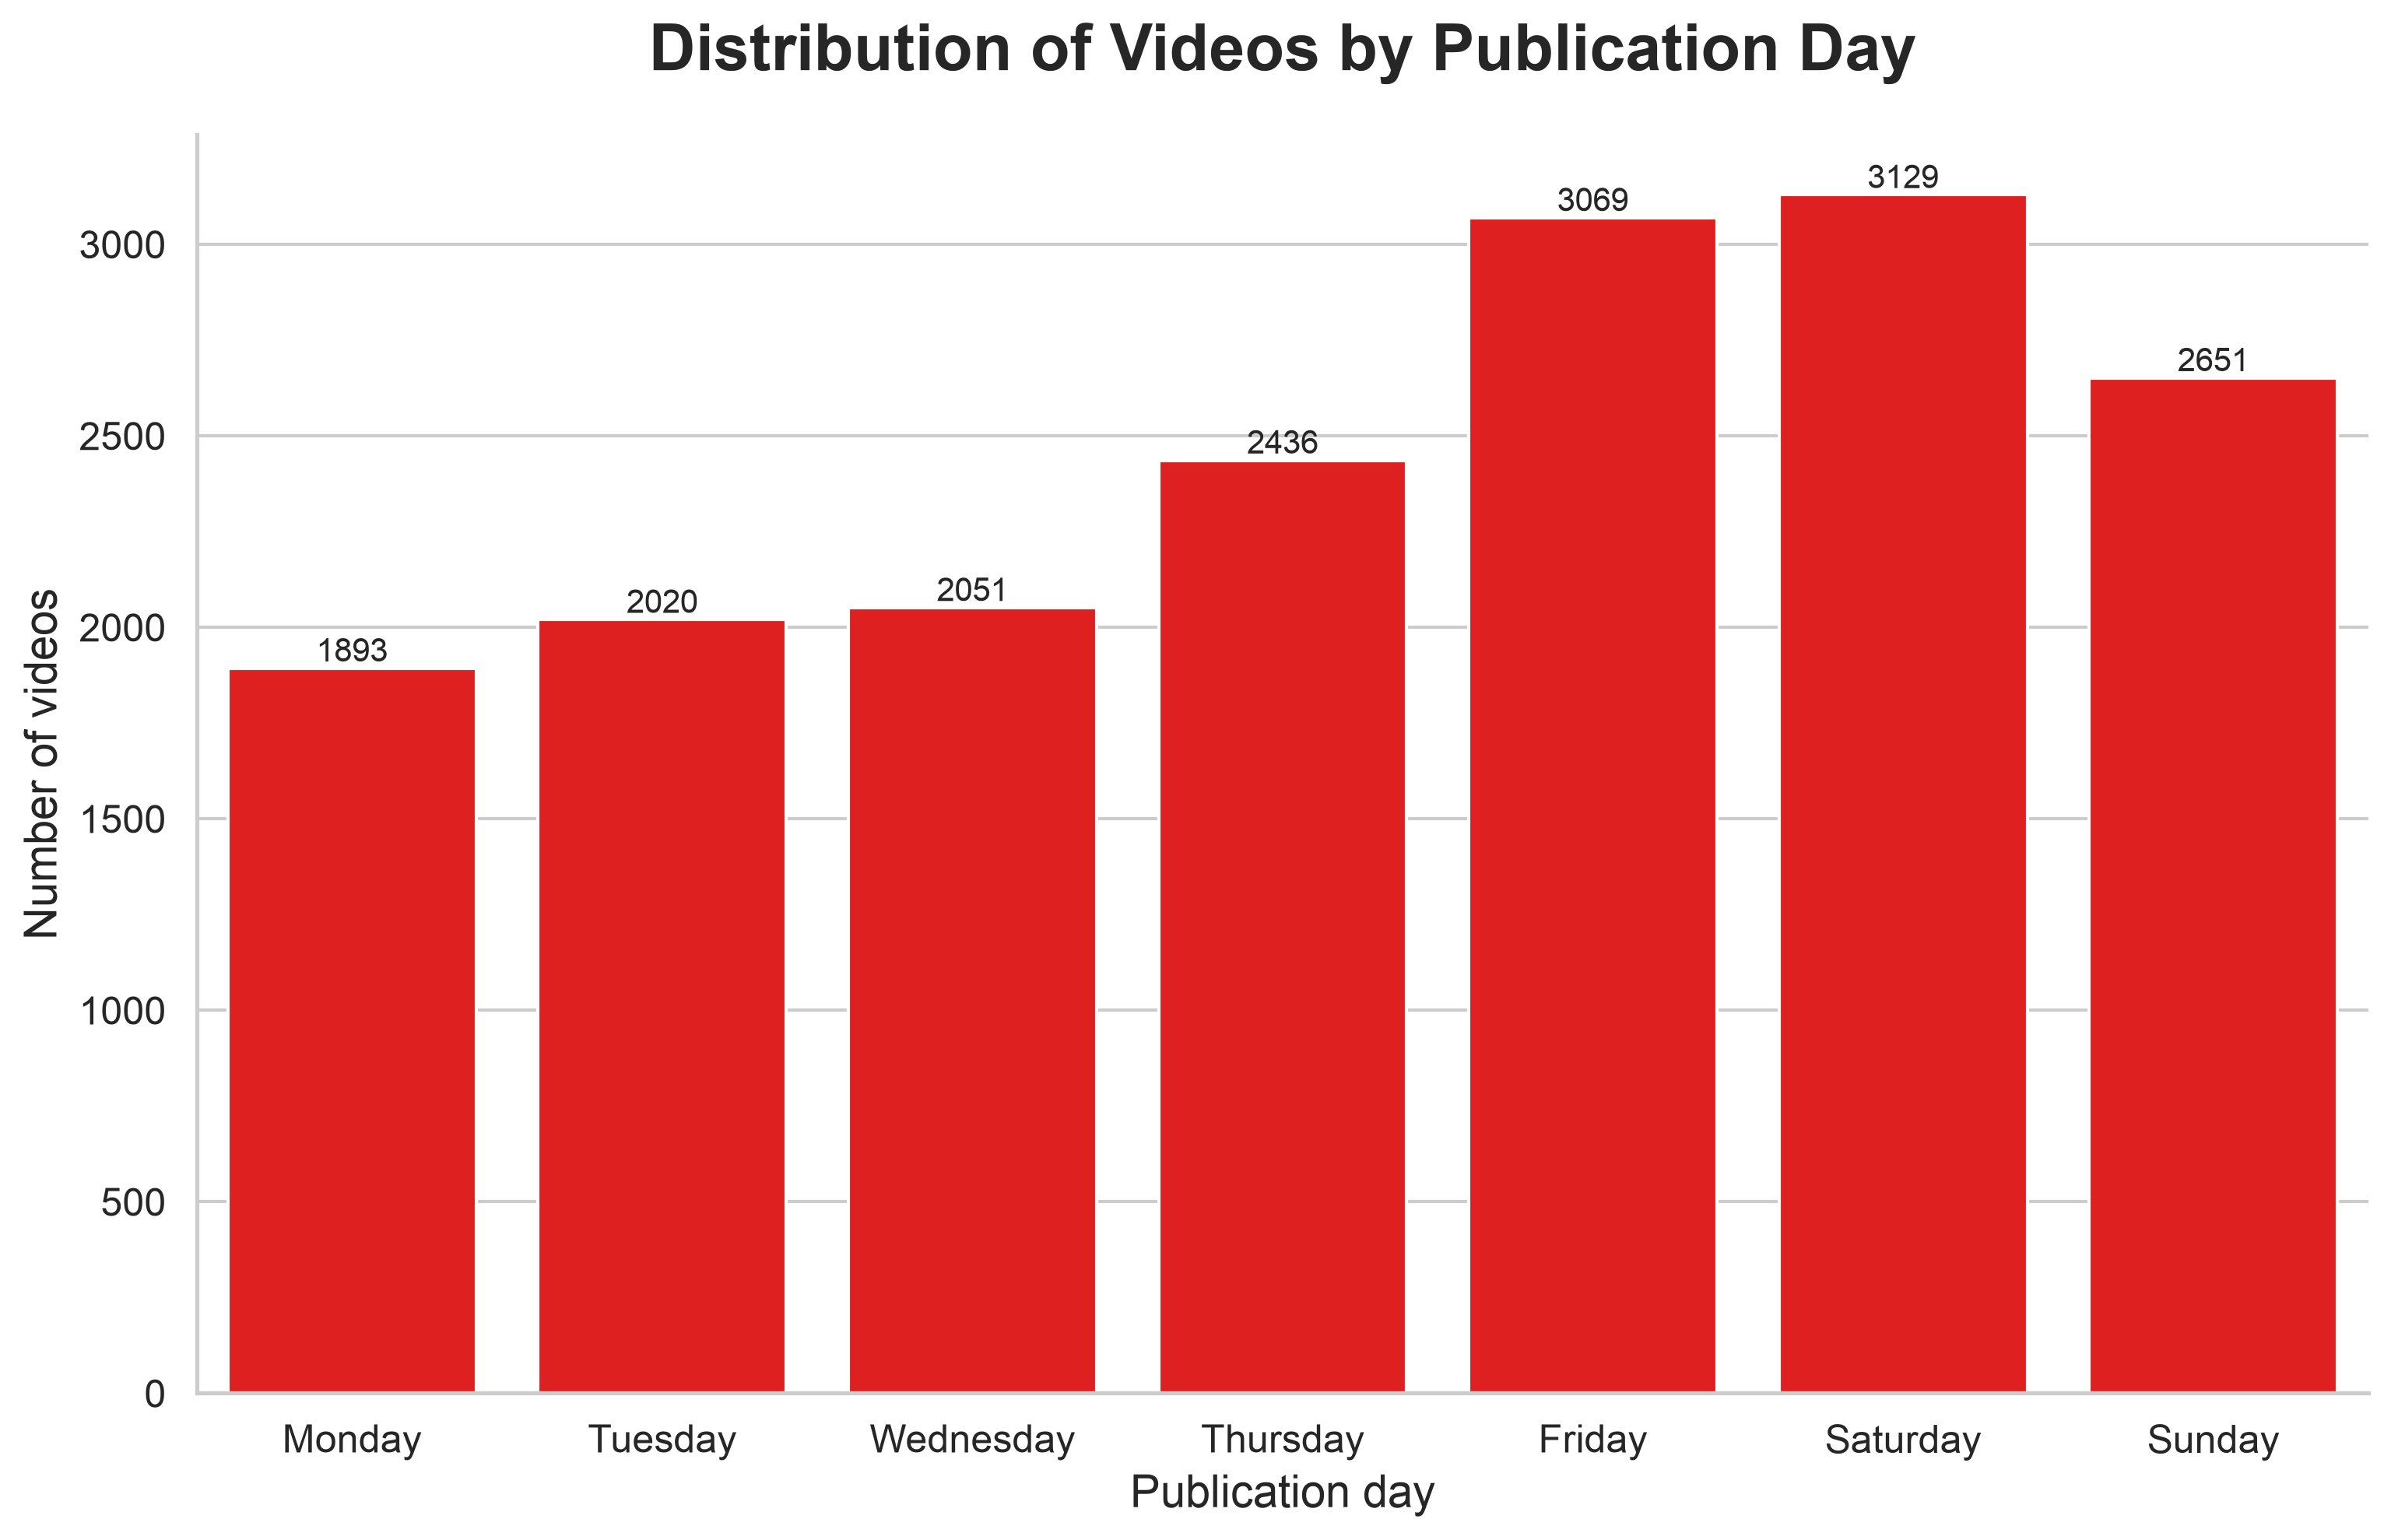 Distribution of Videos by Publication Day
Number of videos
3000
2500
2000
1500
1000
500
0
1893
2020
2051
2436
3069
3129
2651
Monday
Tuesday
Wednesday
Thursday
Friday
Saturday
Sunday
Publication day